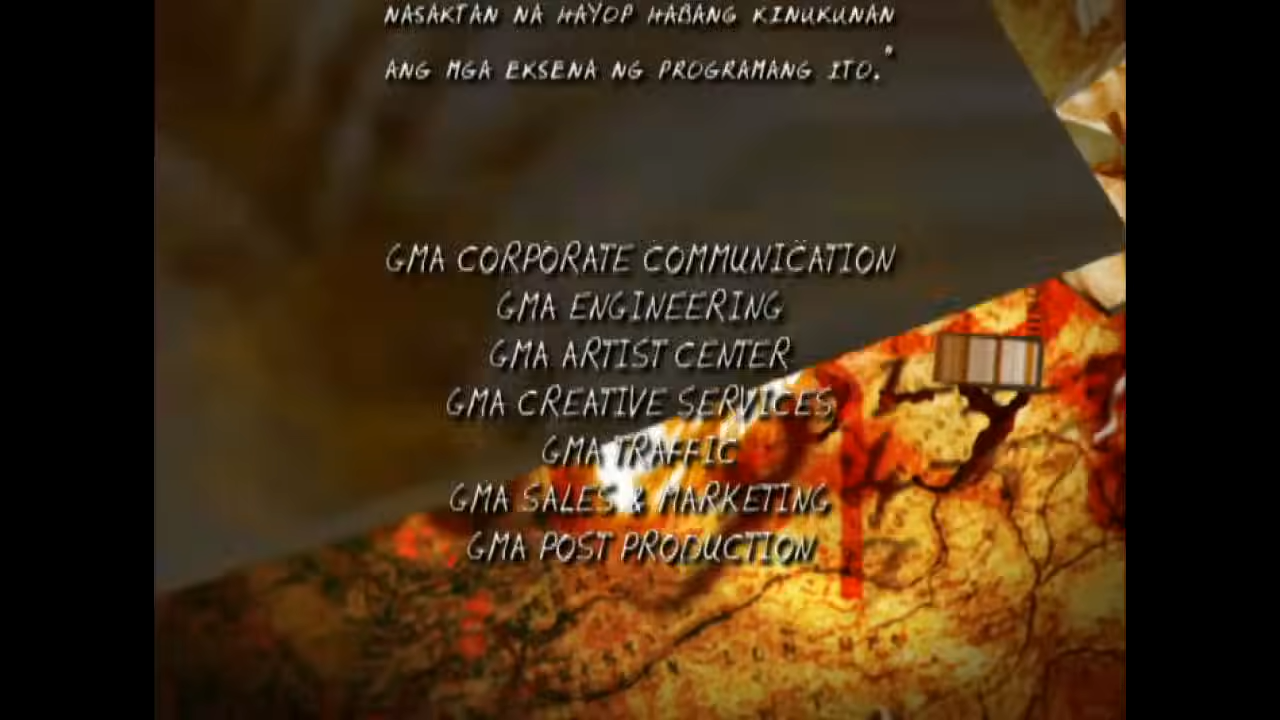 NASAKTAN NA HAYOP HABANG KINUKUNAN
ANG MGA EKSENA NG PROGRAMANG ITO."
GMA CORPORATE COMMUNICATION
GMA ENGINEERING
GMA ARTIST CENTER
GMA CREATIVE SERVICES
GMA TRAFFIC
GMA SALES & MARKETING
GMA POST PRODUCTION